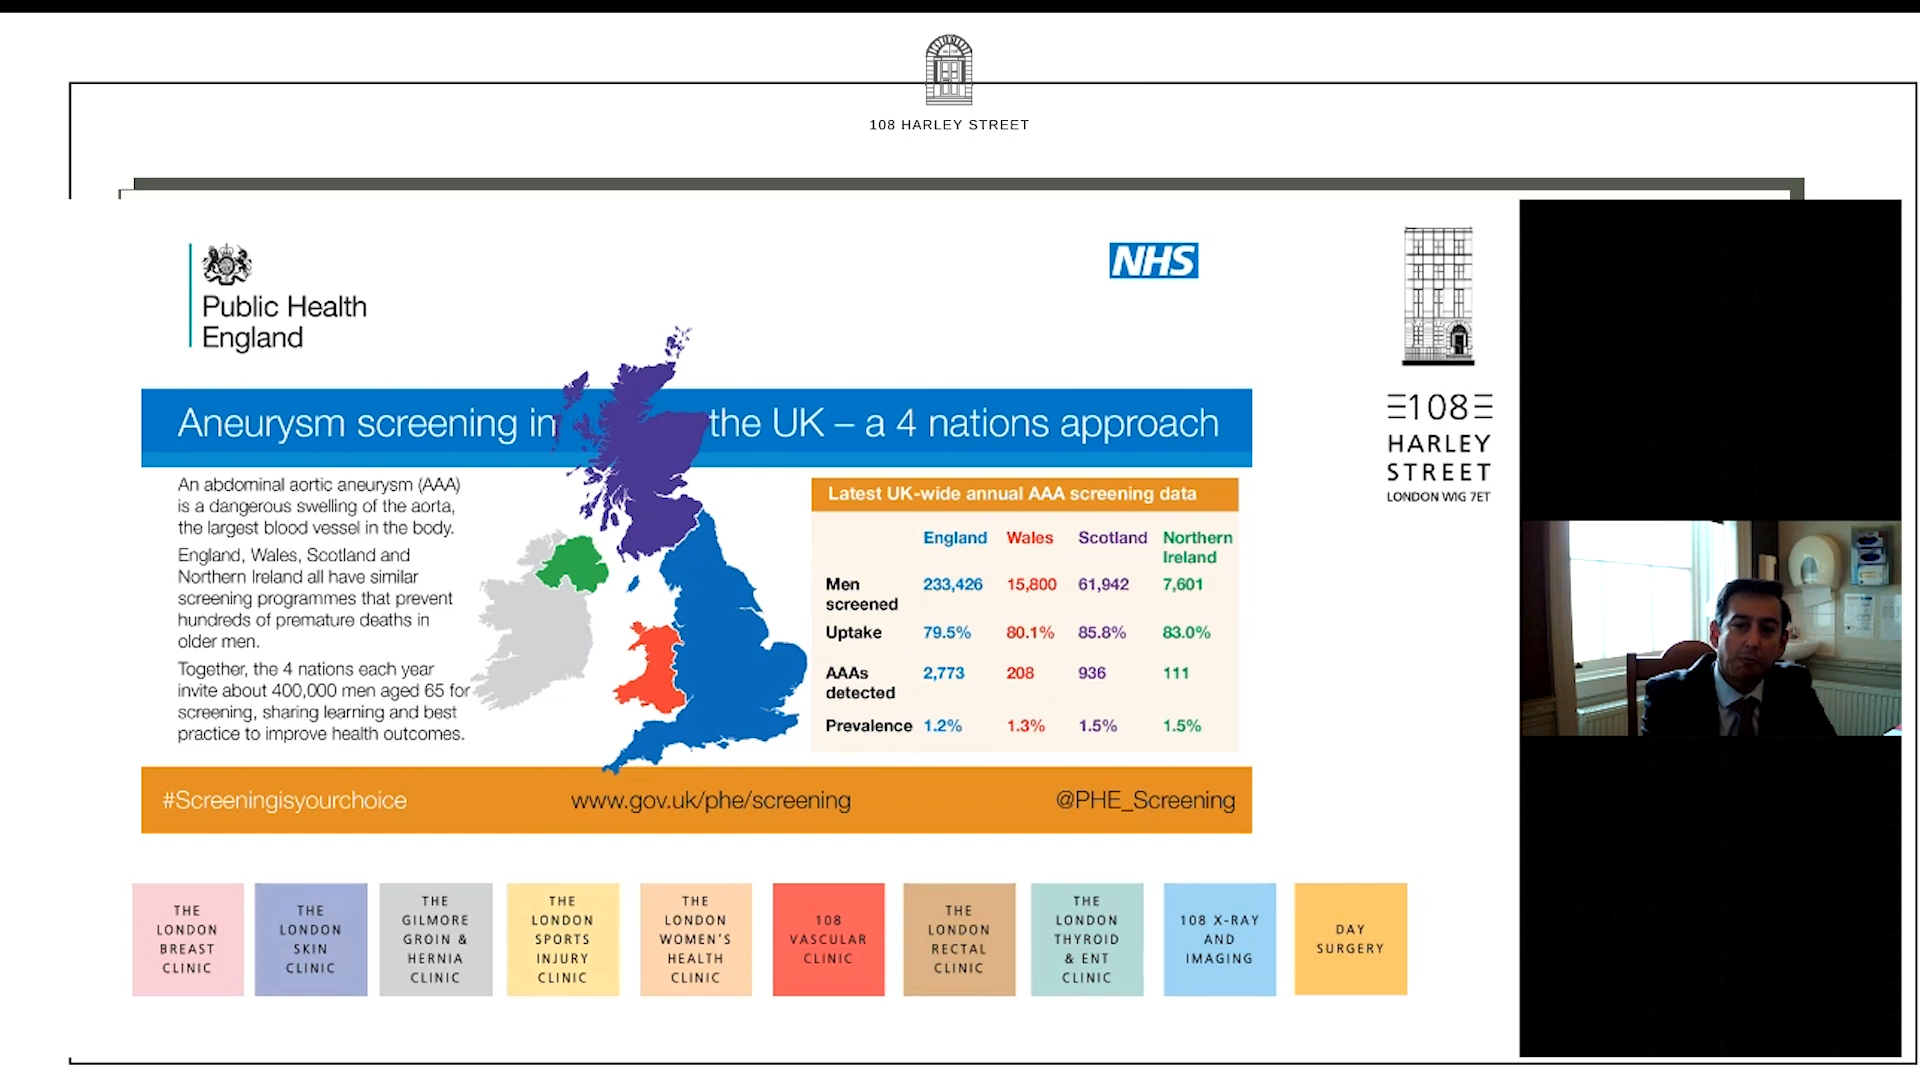 108 HARLEY STREET
Public Health
England
NHS
Aneurysm screening in the UK – a 4 nations approach
An abdominal aortic aneurysm (AAA)
is a dangerous swelling of the aorta,
the largest blood vessel in the body.
England, Wales, Scotland and
Northern Ireland all have similar
screening programmes that prevent
hundreds of premature deaths in
older men.
Together, the 4 nations each year
invite about 400,000 men aged 65 for
screening, sharing learning and best
practice to improve health outcomes.
Latest UK-wide annual AAA screening data
England Wales Scotland Northern
Ireland
Men 233,426 15,800 61,942 7,601
screened
Uptake 79.5% 80.1% 85.8% 83.0%
AAAs 2,773 208 936 111
detected
Prevalence 1.2% 1.3% 1.5% 1.5%
#Screeningisyourchoice www.gov.uk/phe/screening @PHE_Screening
108
HARLEY
STREET
LONDON W1G 7ET
THE
LONDON
BREAST
CLINIC
THE
LONDON
SKIN
CLINIC
THE
GILMORE
GROIN &
HERNIA
CLINIC
THE
LONDON
SPORTS
INJURY
CLINIC
THE
LONDON
WOMEN'S
HEALTH
CLINIC
108
VASCULAR
CLINIC
THE
LONDON
RECTAL
CLINIC
THE
LONDON
THYROID
& ENT
CLINIC
108 X-RAY
AND
IMAGING
DAY
SURGERY